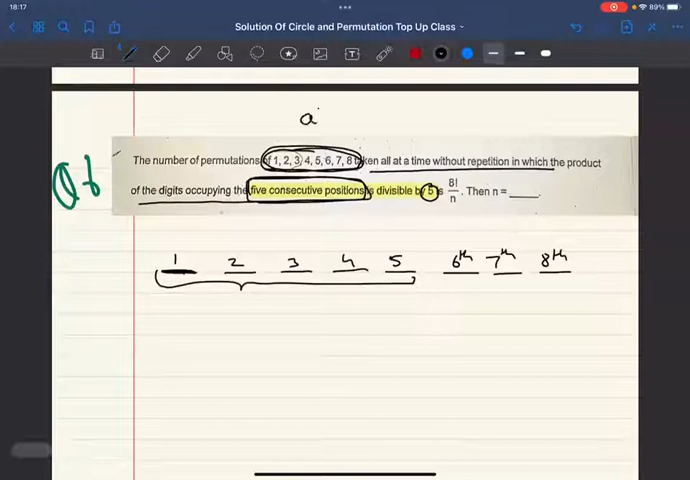 18:17
89%
Solution Of Circle and Permutation Top Up Class
a
Q6
The number of permutations of 1, 2, 3, 4, 5, 6, 7, 8 taken all at a time without repetition in which the product
of the digits occupying the five consecutive positions is divisible by 5 is 8!/n. Then n = ____.
1 2 3 4 5 6th 7th 8th